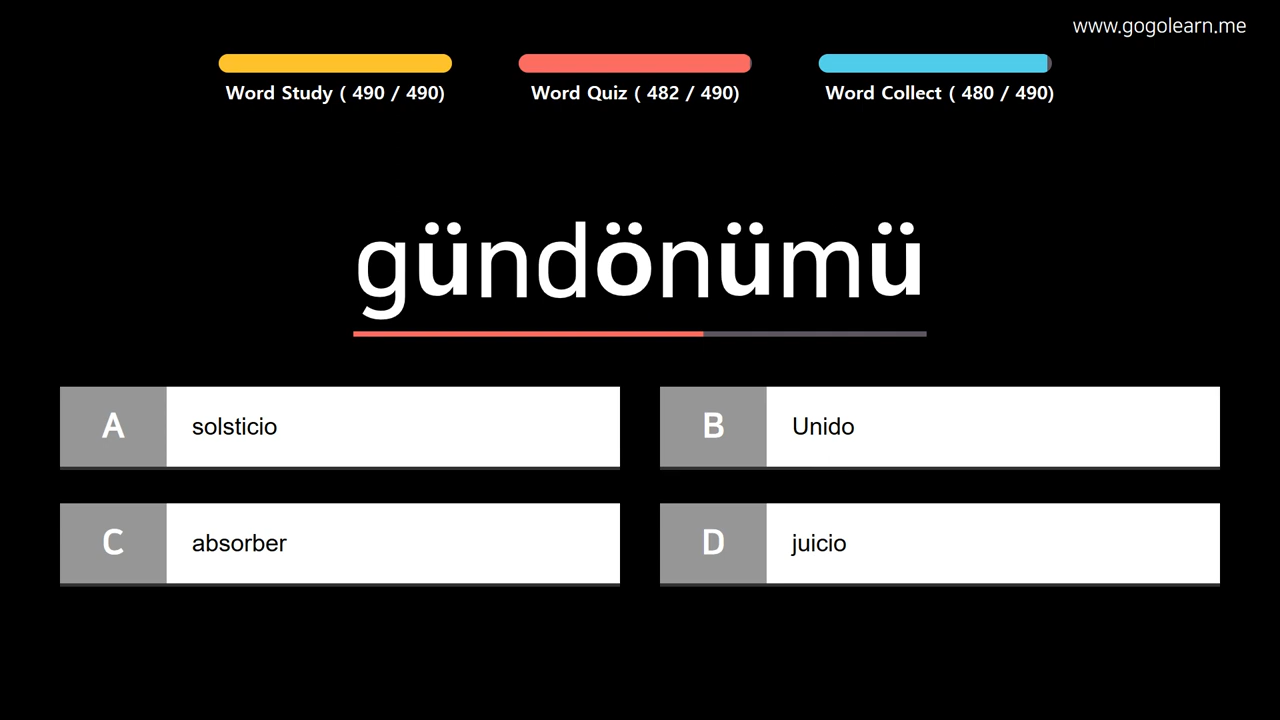 www.gogolearn.me
Word Study ( 490 / 490)
Word Quiz ( 482 / 490)
Word Collect ( 480 / 490)
gündönümü
A solsticio
B Unido
C absorber
D juicio